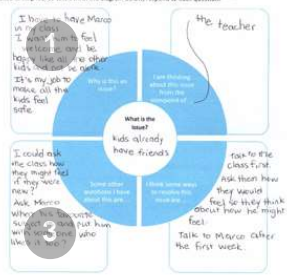 I hope to have Marco
in my class.
I want him to feel
welcome and be
happy like all the other
kids and not be alone.
It's my job to
make all the
kids feel
safe.
1
the teacher
Why is this an
issue?
I am thinking
about this issue
from the
viewpoint of
What is the
issue?
kids already
have friends
Some other
questions I have
about this are...
I think some ways
to resolve this
issue are...
I could ask
the class how
they might feel
if they were
new?
Ask Marco
his favourite
subject and put him
with someone who
likes it too?
3
Talk to the
class first.
Ask them how
they would
feel so they think
about how he might
feel.
Talk to Marco after
the first week.